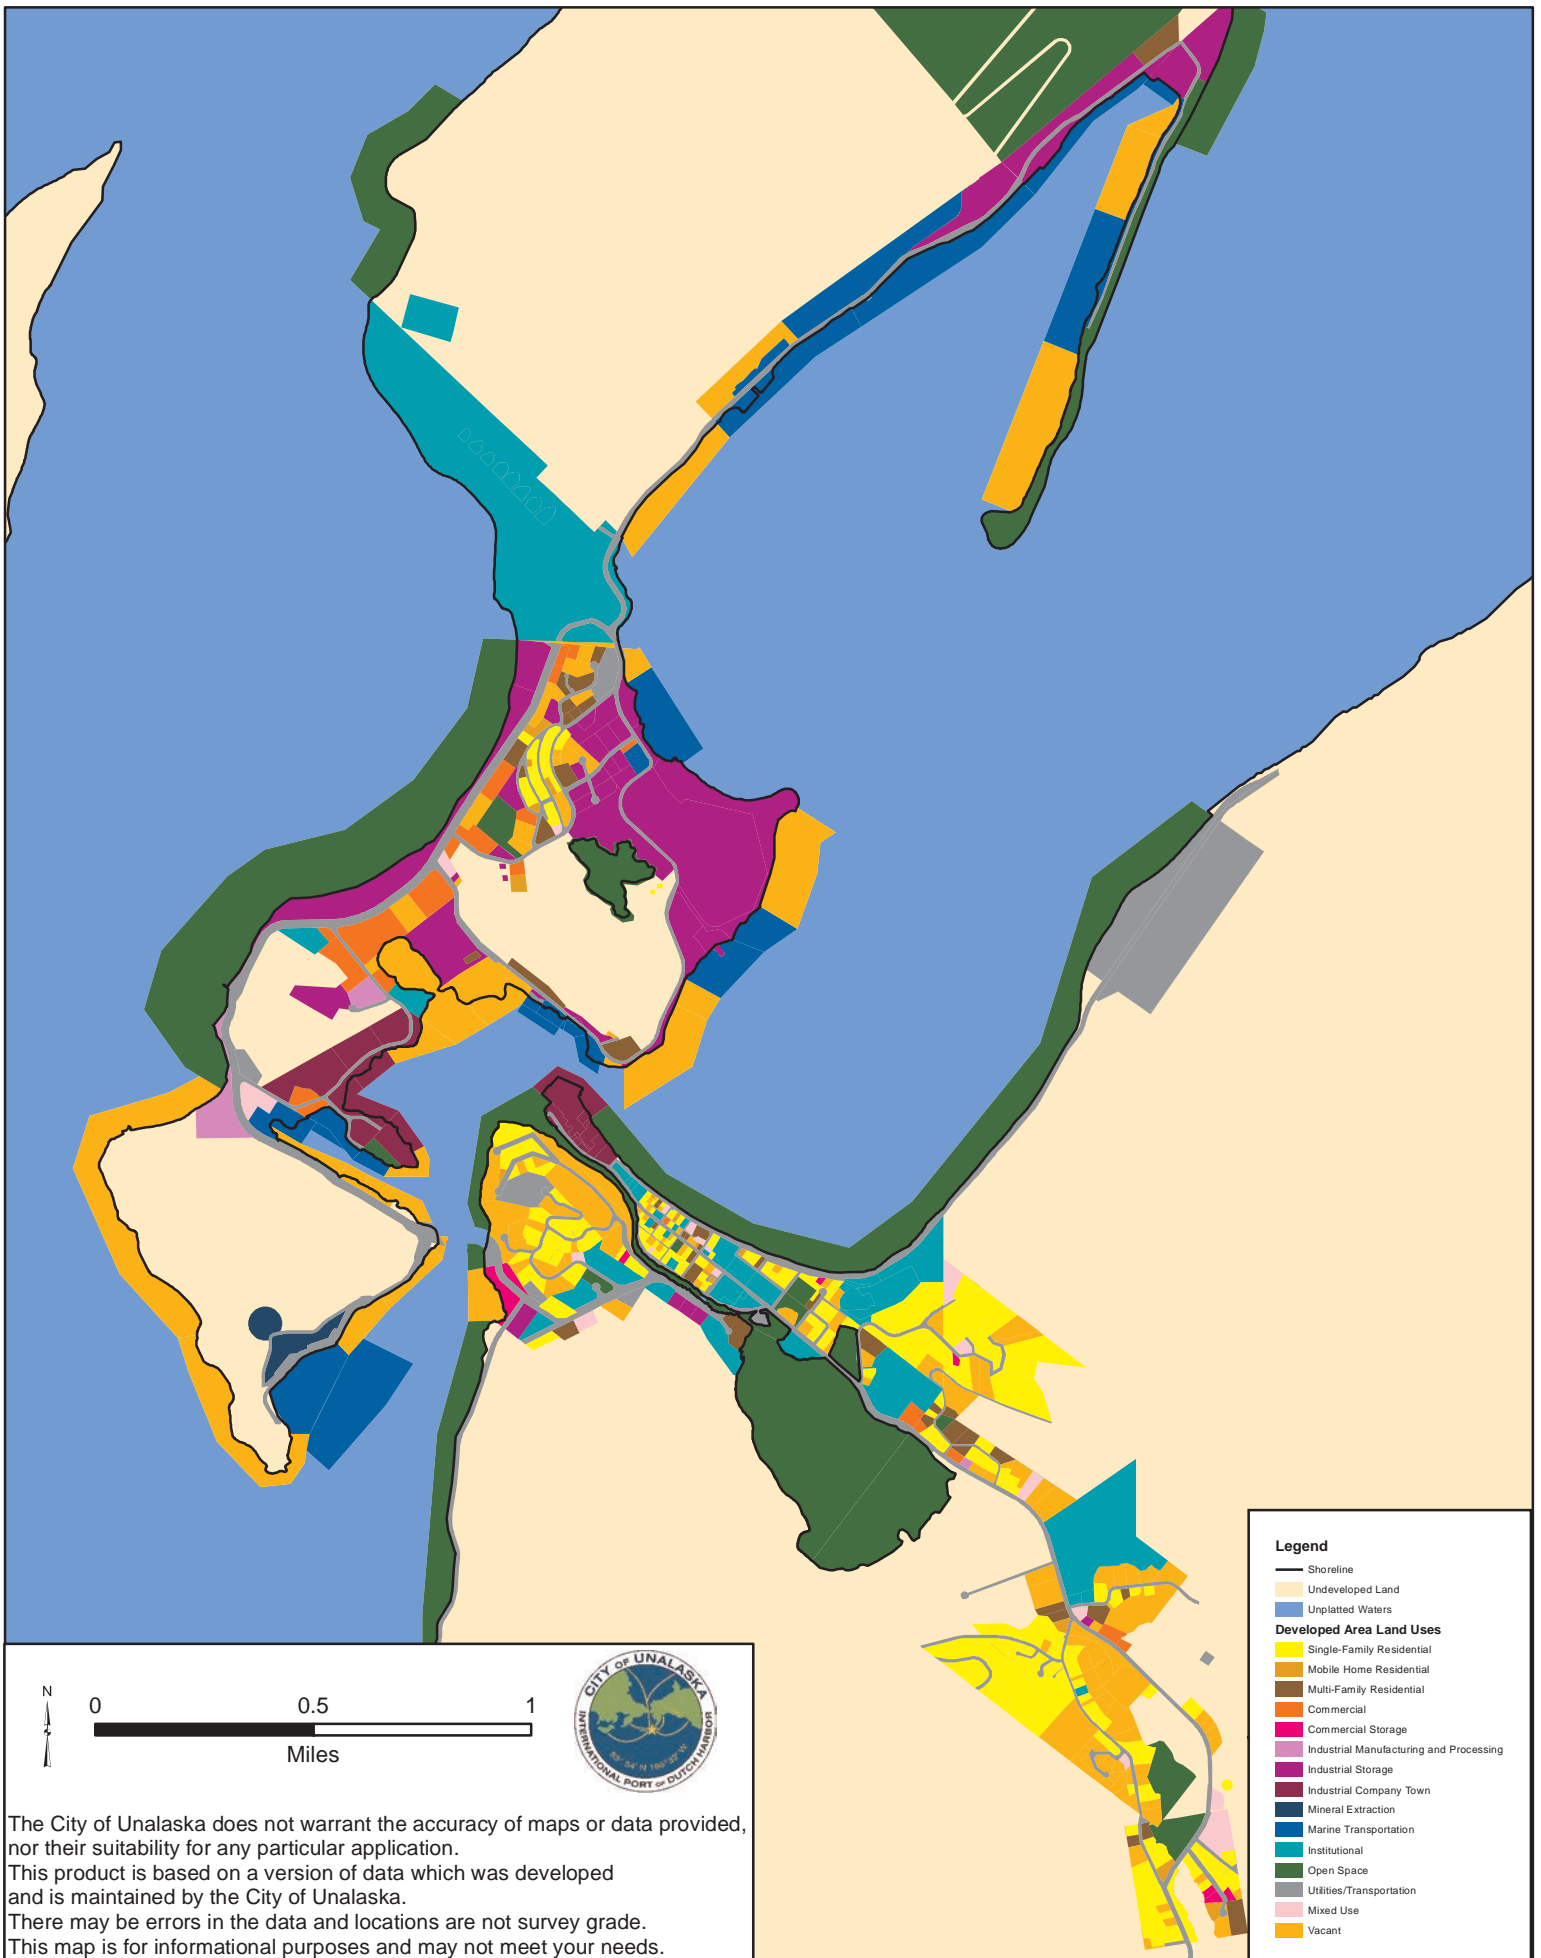 Legend
Shoreline
Undeveloped Land
Unplatted Waters
Developed Area Land Uses
Single-Family Residential
Mobile Home Residential
Multi-Family Residential
Commercial
Commercial Storage
Industrial Manufacturing and Processing
Industrial Storage
Industrial Company Town
Mineral Extraction
Marine Transportation
Institutional
Open Space
Utilities/Transportation
Mixed Use
Vacant
N
0 0.5 1
Miles
CITY OF UNALASKA
INTERNATIONAL PORT OF DUTCH HARBOR
The City of Unalaska does not warrant the accuracy of maps or data provided,
nor their suitability for any particular application.
This product is based on a version of data which was developed
and is maintained by the City of Unalaska.
There may be errors in the data and locations are not survey grade.
This map is for informational purposes and may not meet your needs.